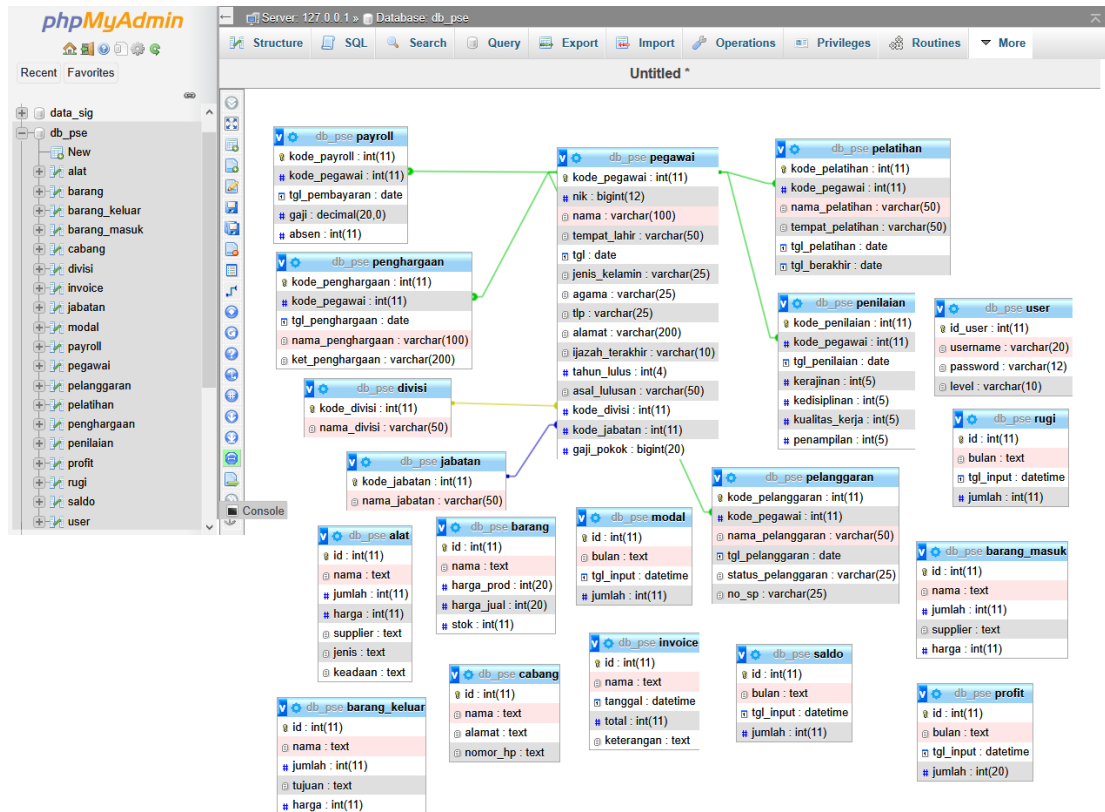 phpMyAdmin
Recent Favorites
data_sig
db_pse
New
alat
barang
barang_keluar
barang_masuk
cabang
divisi
invoice
jabatan
modal
payroll
pegawai
pelanggaran
pelatihan
penghargaan
penilaian
profit
rugi
saldo
user
Server: 127.0.0.1 » Database: db_pse
Structure SQL Search Query Export Import Operations Privileges Routines More
Untitled *
Console
db_pse payroll
kode_payroll : int(11)
kode_pegawai : int(11)
tgl_pembayaran : date
gaji : decimal(20,0)
absen : int(11)
db_pse penghargaan
kode_penghargaan : int(11)
kode_pegawai : int(11)
tgl_penghargaan : date
nama_penghargaan : varchar(100)
ket_penghargaan : varchar(200)
db_pse divisi
kode_divisi : int(11)
nama_divisi : varchar(50)
db_pse jabatan
kode_jabatan : int(11)
nama_jabatan : varchar(50)
db_pse pegawai
kode_pegawai : int(11)
nik : bigint(12)
nama : varchar(100)
tempat_lahir : varchar(50)
tgl : date
jenis_kelamin : varchar(25)
agama : varchar(25)
tlp : varchar(25)
alamat : varchar(200)
ijazah_terakhir : varchar(10)
tahun_lulus : int(4)
asal_lulusan : varchar(50)
kode_divisi : int(11)
kode_jabatan : int(11)
gaji_pokok : bigint(20)
db_pse pelatihan
kode_pelatihan : int(11)
kode_pegawai : int(11)
nama_pelatihan : varchar(50)
tempat_pelatihan : varchar(50)
tgl_pelatihan : date
tgl_berakhir : date
db_pse penilaian
kode_penilaian : int(11)
kode_pegawai : int(11)
tgl_penilaian : date
kerajinan : int(5)
kedisiplinan : int(5)
kualitas_kerja : int(5)
penampilan : int(5)
db_pse user
id_user : int(11)
username : varchar(20)
password : varchar(12)
level : varchar(10)
db_pse rugi
id : int(11)
bulan : text
tgl_input : datetime
jumlah : int(11)
db_pse pelanggaran
kode_pelanggaran : int(11)
kode_pegawai : int(11)
nama_pelanggaran : varchar(50)
tgl_pelanggaran : date
status_pelanggaran : varchar(25)
no_sp : varchar(25)
db_pse alat
id : int(11)
nama : text
jumlah : int(11)
harga : int(11)
supplier : text
jenis : text
keadaan : text
db_pse barang
id : int(11)
nama : text
harga_prod : int(20)
harga_jual : int(20)
stok : int(11)
db_pse modal
id : int(11)
bulan : text
tgl_input : datetime
jumlah : int(11)
db_pse barang_masuk
id : int(11)
nama : text
jumlah : int(11)
supplier : text
harga : int(11)
db_pse invoice
id : int(11)
nama : text
tanggal : datetime
total : int(11)
keterangan : text
db_pse saldo
id : int(11)
bulan : text
tgl_input : datetime
jumlah : int(11)
db_pse cabang
id : int(11)
nama : text
alamat : text
nomor_hp : text
db_pse profit
id : int(11)
bulan : text
tgl_input : datetime
jumlah : int(20)
db_pse barang_keluar
id : int(11)
nama : text
jumlah : int(11)
tujuan : text
harga : int(11)